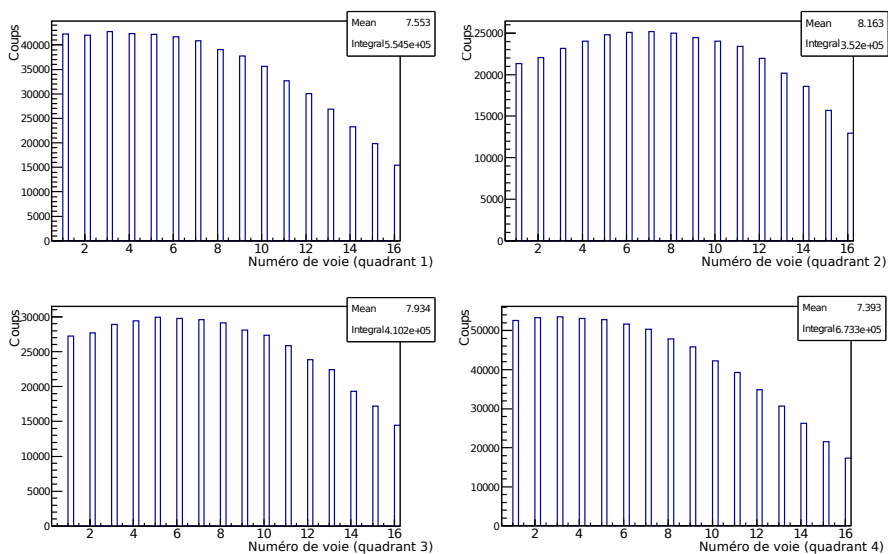 Mean 7.553
Integral 5.545e+05
Coups
40000
35000
30000
25000
20000
15000
10000
5000
0
2 4 6 8 10 12 14 16
Numéro de voie (quadrant 1)
Mean 8.163
Integral 3.52e+05
Coups
25000
20000
15000
10000
5000
0
2 4 6 8 10 12 14 16
Numéro de voie (quadrant 2)
Mean 7.934
Integral 4.102e+05
Coups
30000
25000
20000
15000
10000
5000
0
2 4 6 8 10 12 14 16
Numéro de voie (quadrant 3)
Mean 7.393
Integral 6.733e+05
Coups
50000
40000
30000
20000
10000
0
2 4 6 8 10 12 14 16
Numéro de voie (quadrant 4)